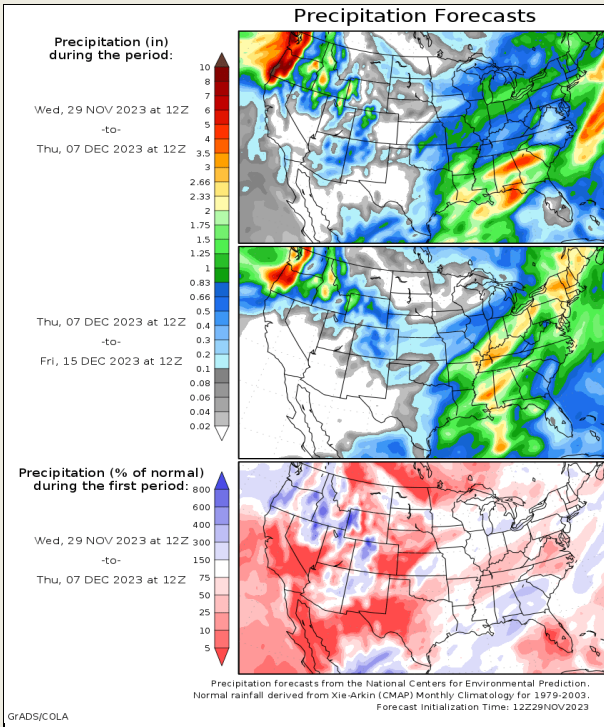 Precipitation Forecasts
Precipitation (in)
during the period:
Wed, 29 NOV 2023 at 12Z
-to-
Thu, 07 DEC 2023 at 12Z
10
8
7
6
5
4
3.5
3
2.66
2.33
2
1.75
1.5
1.25
1
0.83
0.66
0.5
0.4
0.3
0.2
0.1
0.08
0.06
0.04
0.02
Thu, 07 DEC 2023 at 12Z
-to-
Fri, 15 DEC 2023 at 12Z
Precipitation (% of normal)
during the first period:
Wed, 29 NOV 2023 at 12Z
-to-
Thu, 07 DEC 2023 at 12Z
800
600
400
300
150
75
50
25
10
5
Precipitation forecasts from the National Centers for Environmental Prediction.
Normal rainfall derived from Xie-Arkin (CMAP) Monthly Climatology for 1979-2003.
Forecast Initialization Time: 12Z29NOV2023
GrADS/COLA